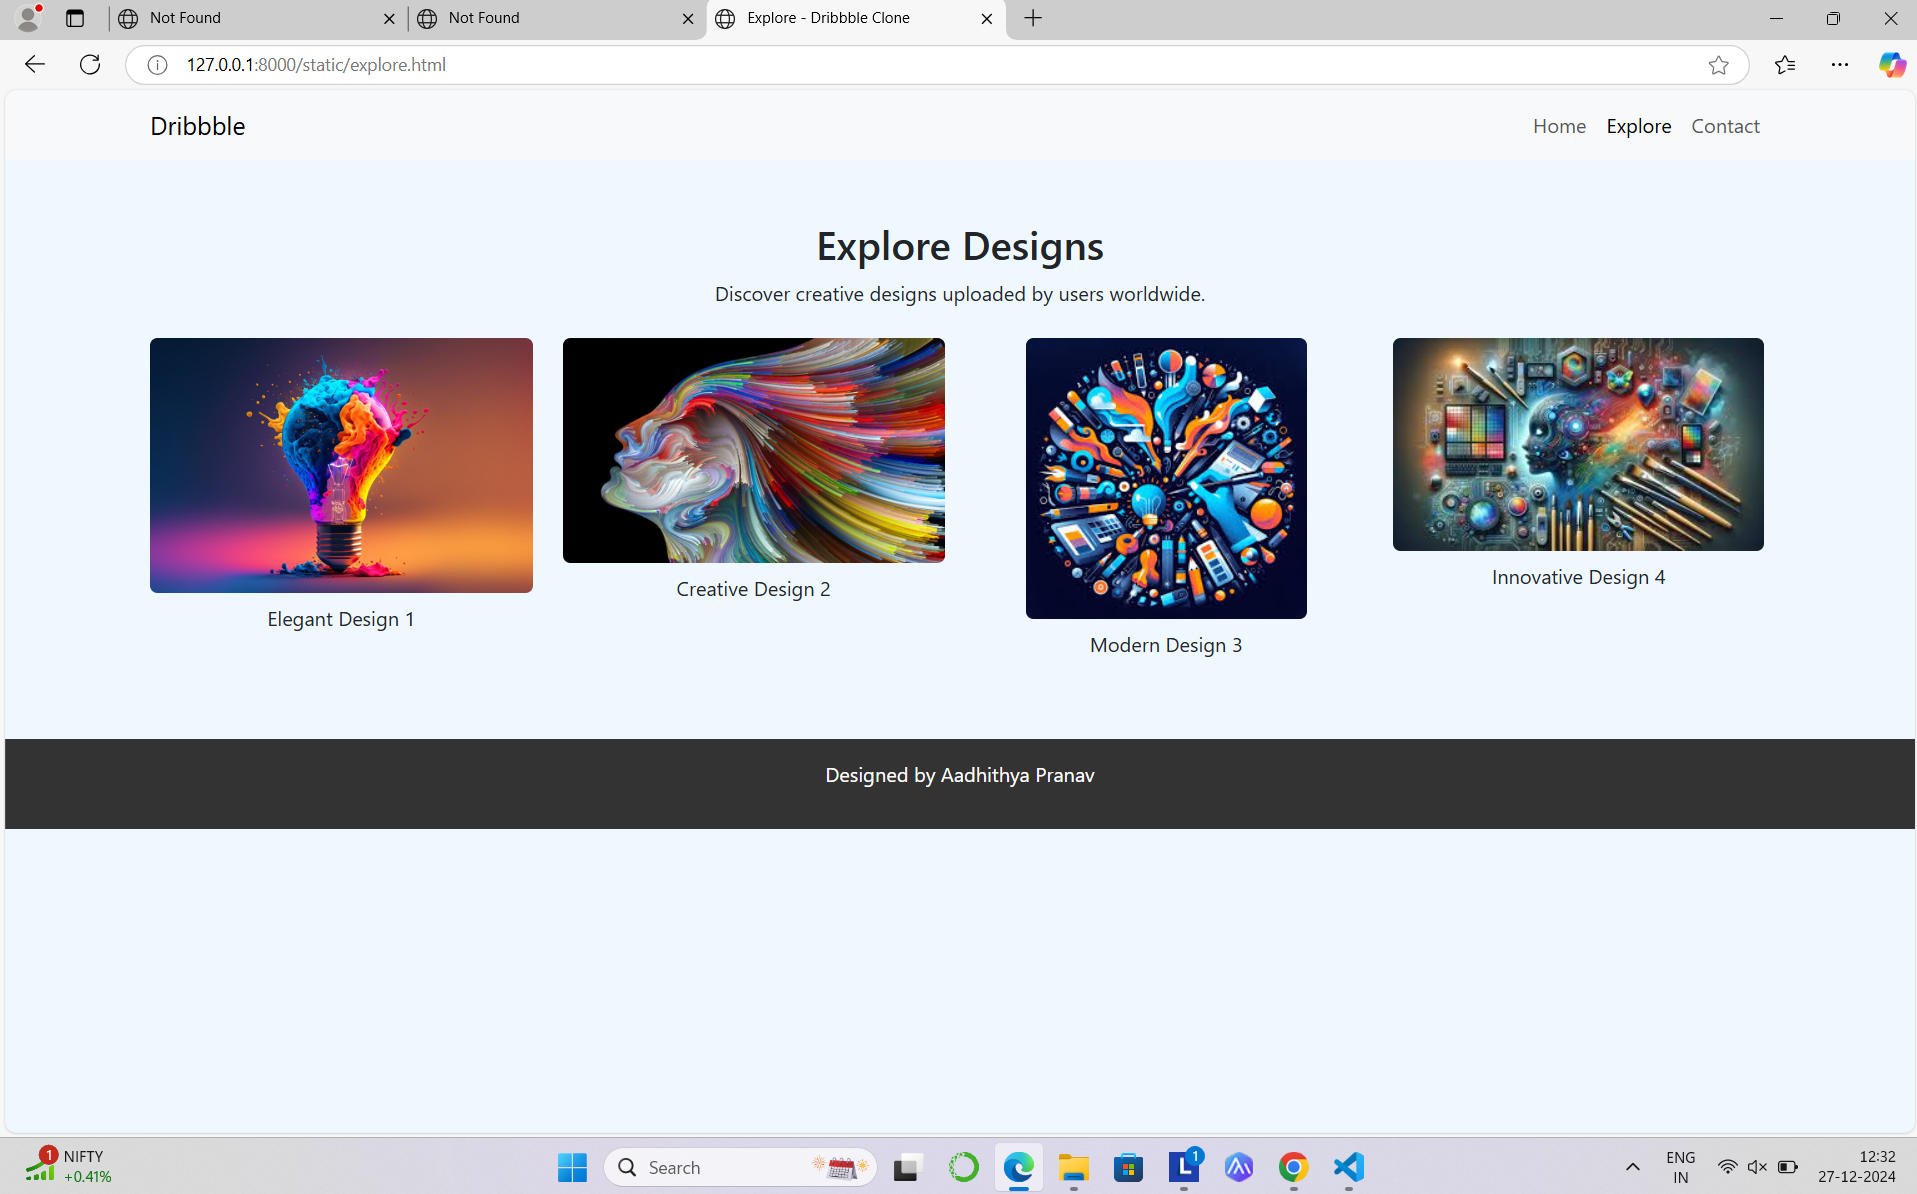 Not Found
Not Found
Explore - Dribbble Clone
127.0.0.1:8000/static/explore.html
Dribbble
Home
Explore
Contact
Explore Designs
Discover creative designs uploaded by users worldwide.
Elegant Design 1
Creative Design 2
Modern Design 3
Innovative Design 4
Designed by Aadhithya Pranav
1
NIFTY
+0.41%
Search
L
1
ENG
IN
12:32
27-12-2024